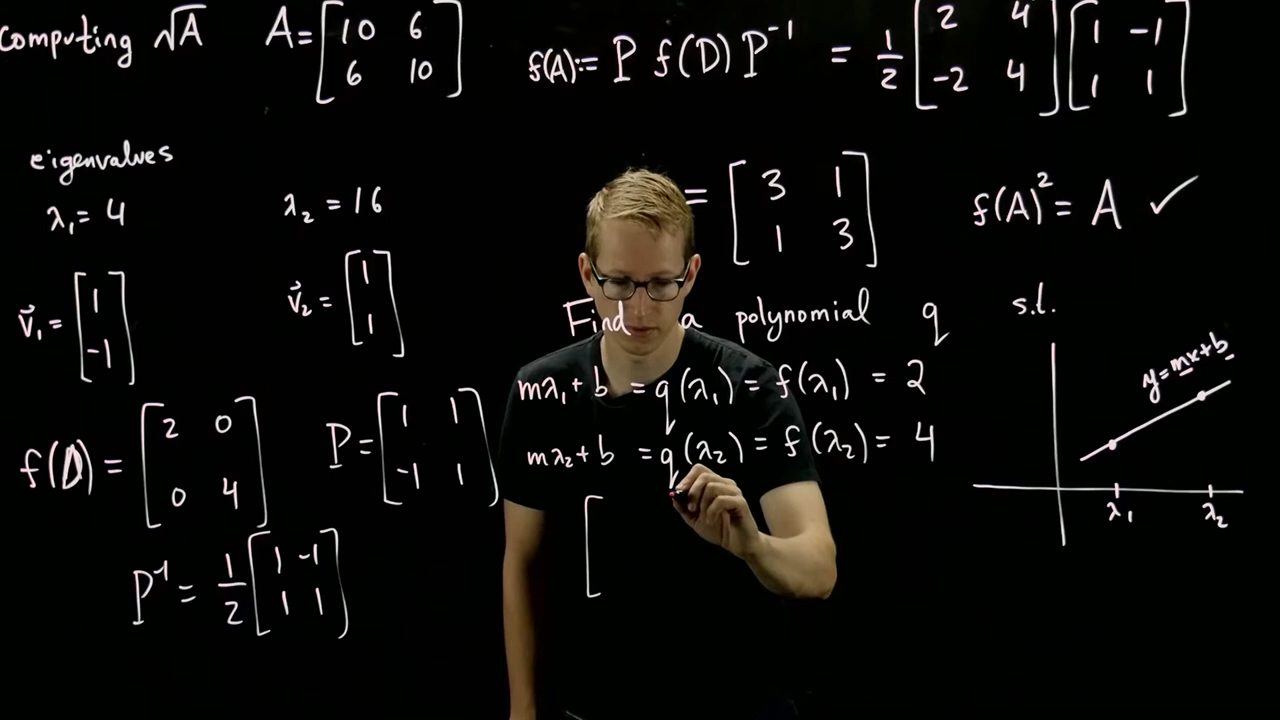 computing √A A = [10 6; 6 10]
f(A) := P f(D) P⁻¹ = 1/2 [2 4; -2 4] [1 -1; 1 1]
eigenvalues
λ₁ = 4 λ₂ = 16
= [3 1; 1 3] f(A)² = A ✓
v⃗₁ = [1; -1] v⃗₂ = [1; 1]
Find a polynomial q s.t.
mλ₁ + b = q(λ₁) = f(λ₁) = 2
mλ₂ + b = q(λ₂) = f(λ₂) = 4
y = mx + b
λ₁ λ₂
f(D) = [2 0; 0 4] P = [1 1; -1 1]
P⁻¹ = 1/2 [1 -1; 1 1]
[